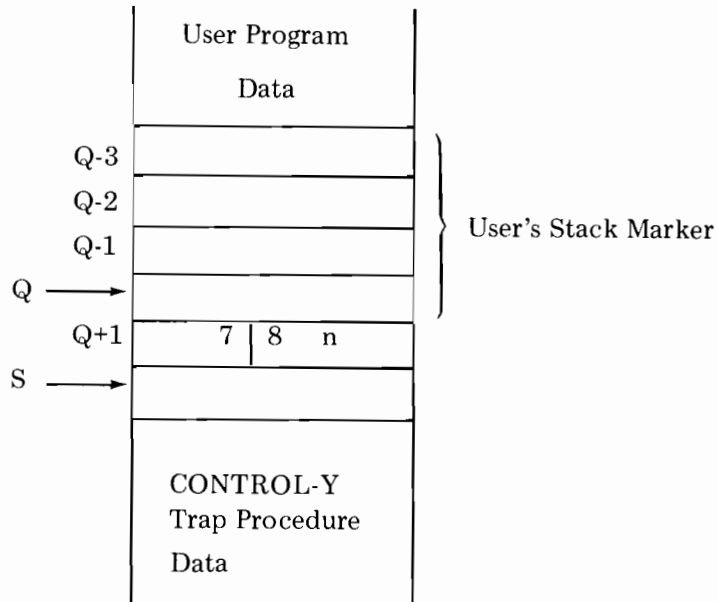 User Program
Data
Q-3
Q-2
Q-1
User's Stack Marker
Q
Q+1 7 8 n
S
CONTROL-Y
Trap Procedure
Data